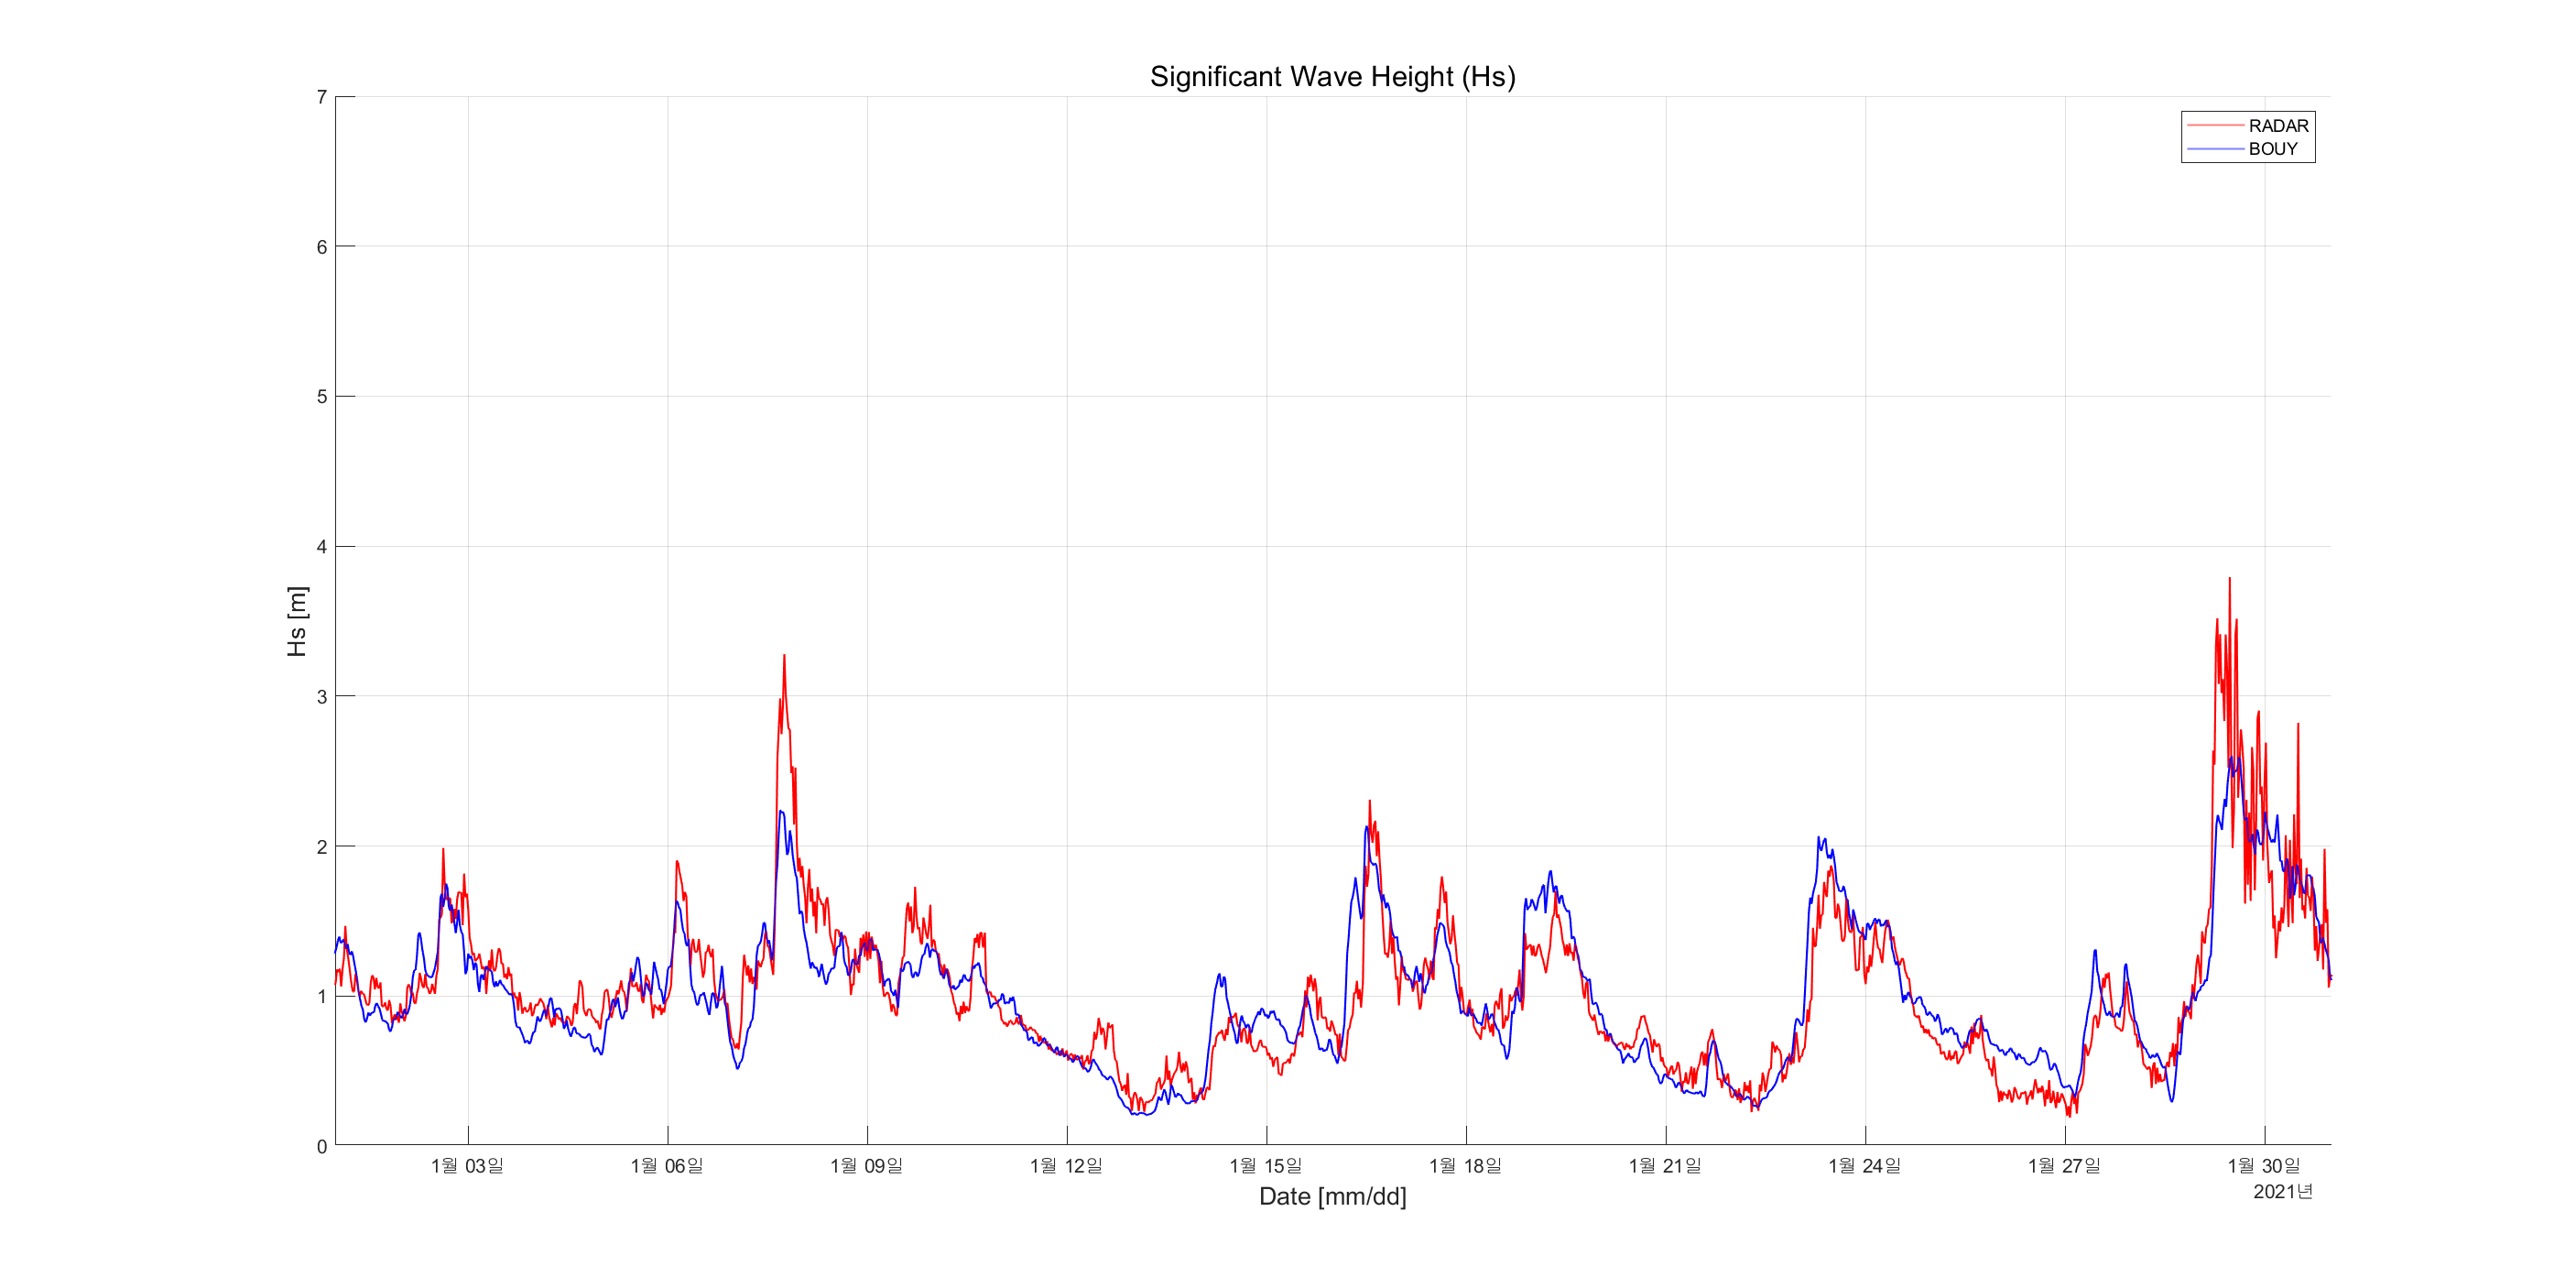 Significant Wave Height (Hs)
RADAR
BOUY
7
6
5
4
3
2
1
0
Hs [m]
1월 03일
1월 06일
1월 09일
1월 12일
1월 15일
1월 18일
1월 21일
1월 24일
1월 27일
1월 30일
2021년
Date [mm/dd]